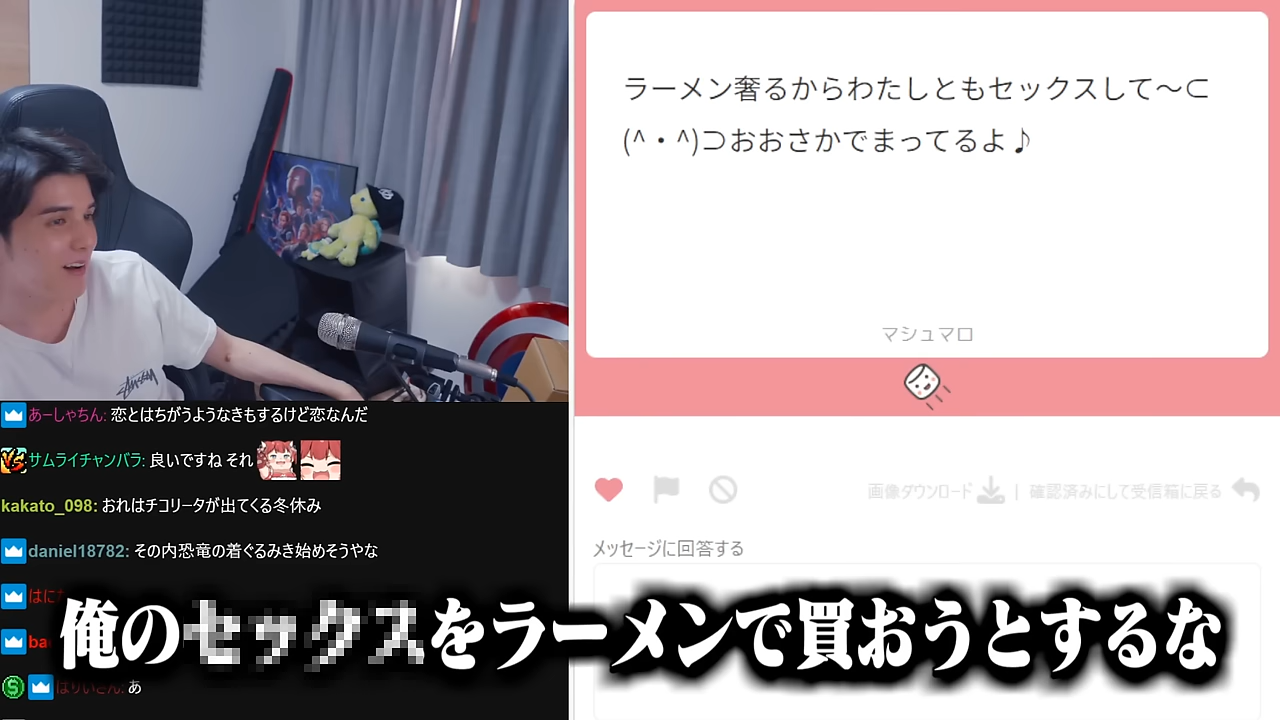 ラーメン奢るからわたしともセックスして～⊂
(^・^)⊃おおさかでまってるよ♪
マシュマロ
画像ダウンロード | 確認済みにして受信箱に戻る
メッセージに回答する
あーしゃちん: 恋とはちがうようなきもするけど恋なんだ
サムライチャンバラ: 良いですね それ
kakato_098: おれはチコリータが出てくる冬休み
daniel18782: その内恐竜の着ぐるみき始めそうやな
はに
ba
はりいさん: あ
俺のセックスをラーメンで買おうとするな